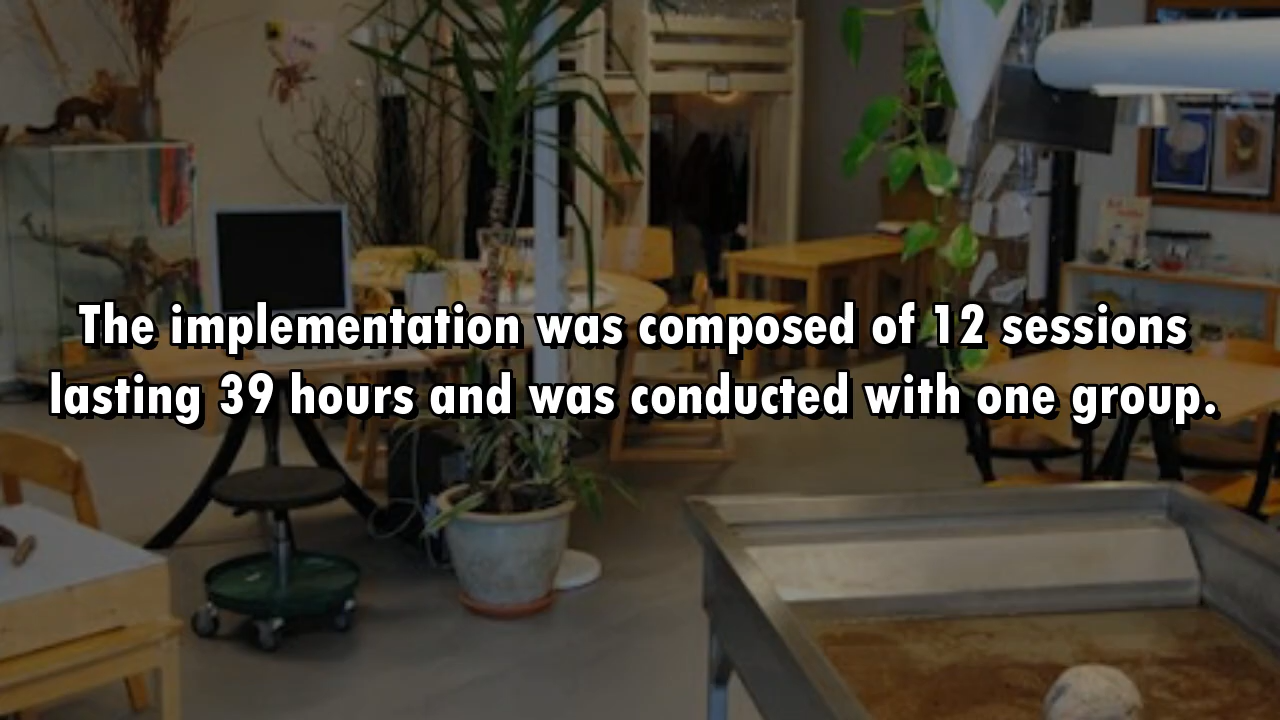 The implementation was composed of 12 sessions
lasting 39 hours and was conducted with one group.